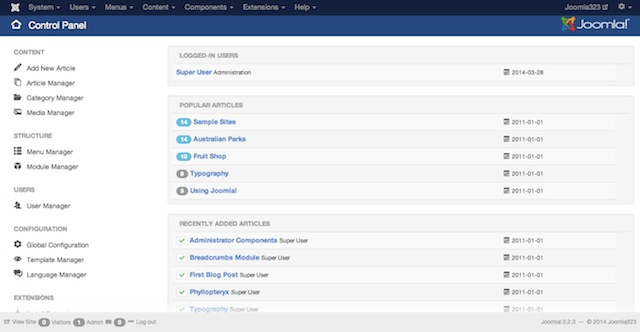 System Users Menus Content Components Extensions Help Joomla323
Control Panel Joomla!
CONTENT
Add New Article
Article Manager
Category Manager
Media Manager
STRUCTURE
Menu Manager
Module Manager
USERS
User Manager
CONFIGURATION
Global Configuration
Template Manager
Language Manager
EXTENSIONS
LOGGED-IN USERS
Super User Administration 2014-03-28
POPULAR ARTICLES
14 Sample Sites 2011-01-01
14 Australian Parks 2011-01-01
10 Fruit Shop 2011-01-01
Typography 2011-01-01
Using Joomla! 2011-01-01
RECENTLY ADDED ARTICLES
Administrator Components Super User 2011-01-01
Breadcrumbs Module Super User 2011-01-01
First Blog Post Super User 2011-01-01
Phyllopteryx Super User 2011-01-01
Typography Super User 2011-01-01
View Site 0 Visitors 1 Admin 0 Log out Joomla 3.2.3 — © 2014 Joomla323